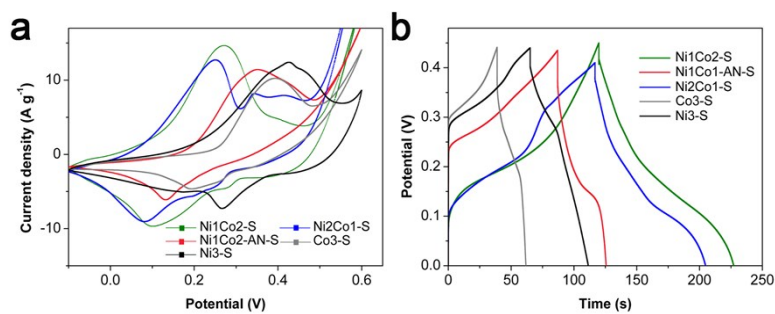 a
Current density (A g⁻¹)
10
0
-10
0.0 0.2 0.4 0.6
Potential (V)
Ni1Co2-S
Ni2Co1-S
Ni1Co2-AN-S
Co3-S
Ni3-S
b
Potential (V)
0.4
0.3
0.2
0.1
0.0
0 50 100 150 200 250
Time (s)
Ni1Co2-S
Ni1Co1-AN-S
Ni2Co1-S
Co3-S
Ni3-S